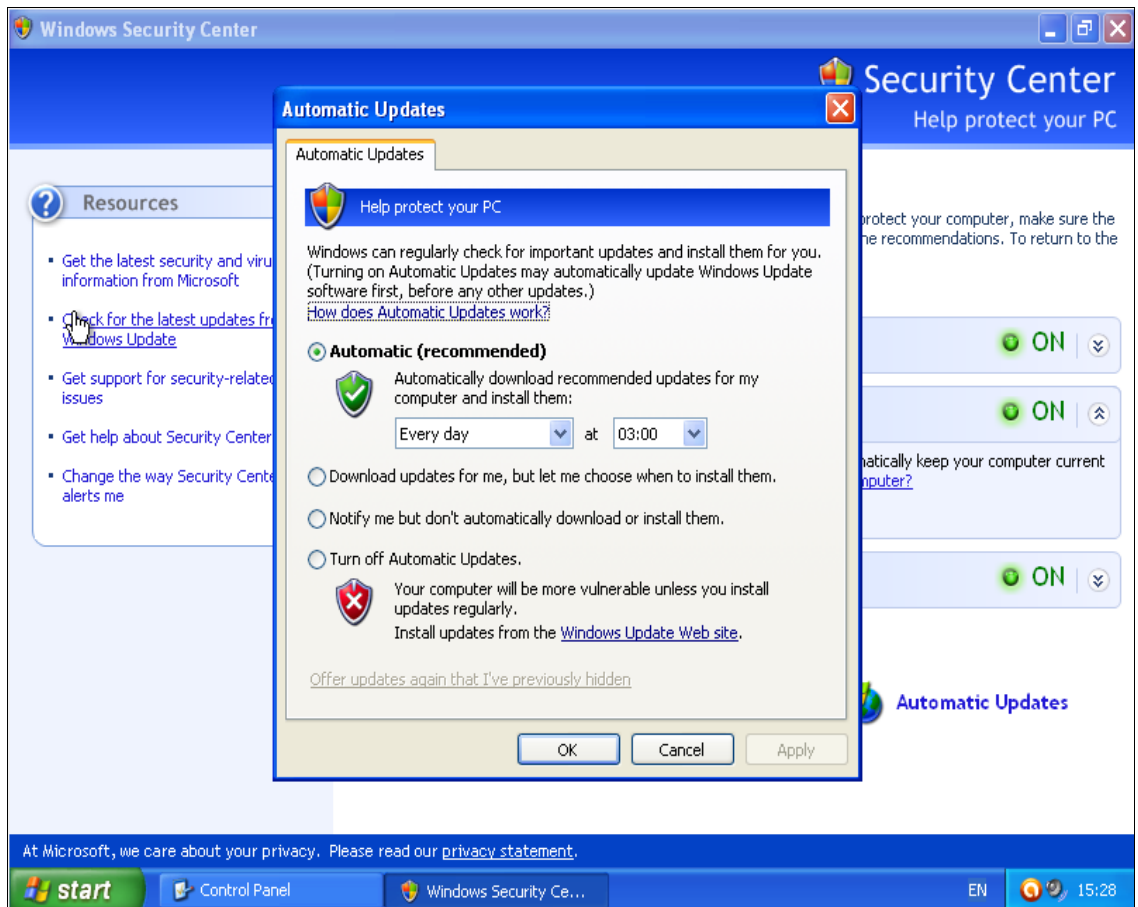 Windows Security Center
Security Center
Help protect your PC
Resources
Get the latest security and viru
information from Microsoft
Check for the latest updates fr
Windows Update
Get support for security-related
issues
Get help about Security Center
Change the way Security Cente
alerts me
Automatic Updates
Automatic Updates
Help protect your PC
Windows can regularly check for important updates and install them for you.
(Turning on Automatic Updates may automatically update Windows Update
software first, before any other updates.)
How does Automatic Updates work?
Automatic (recommended)
Automatically download recommended updates for my
computer and install them:
Every day at 03:00
Download updates for me, but let me choose when to install them.
Notify me but don't automatically download or install them.
Turn off Automatic Updates.
Your computer will be more vulnerable unless you install
updates regularly.
Install updates from the Windows Update Web site.
Offer updates again that I've previously hidden
OK Cancel Apply
protect your computer, make sure the
he recommendations. To return to the
ON
ON
natically keep your computer current
mputer?
ON
Automatic Updates
At Microsoft, we care about your privacy. Please read our privacy statement.
start Control Panel Windows Security Ce... EN 15:28